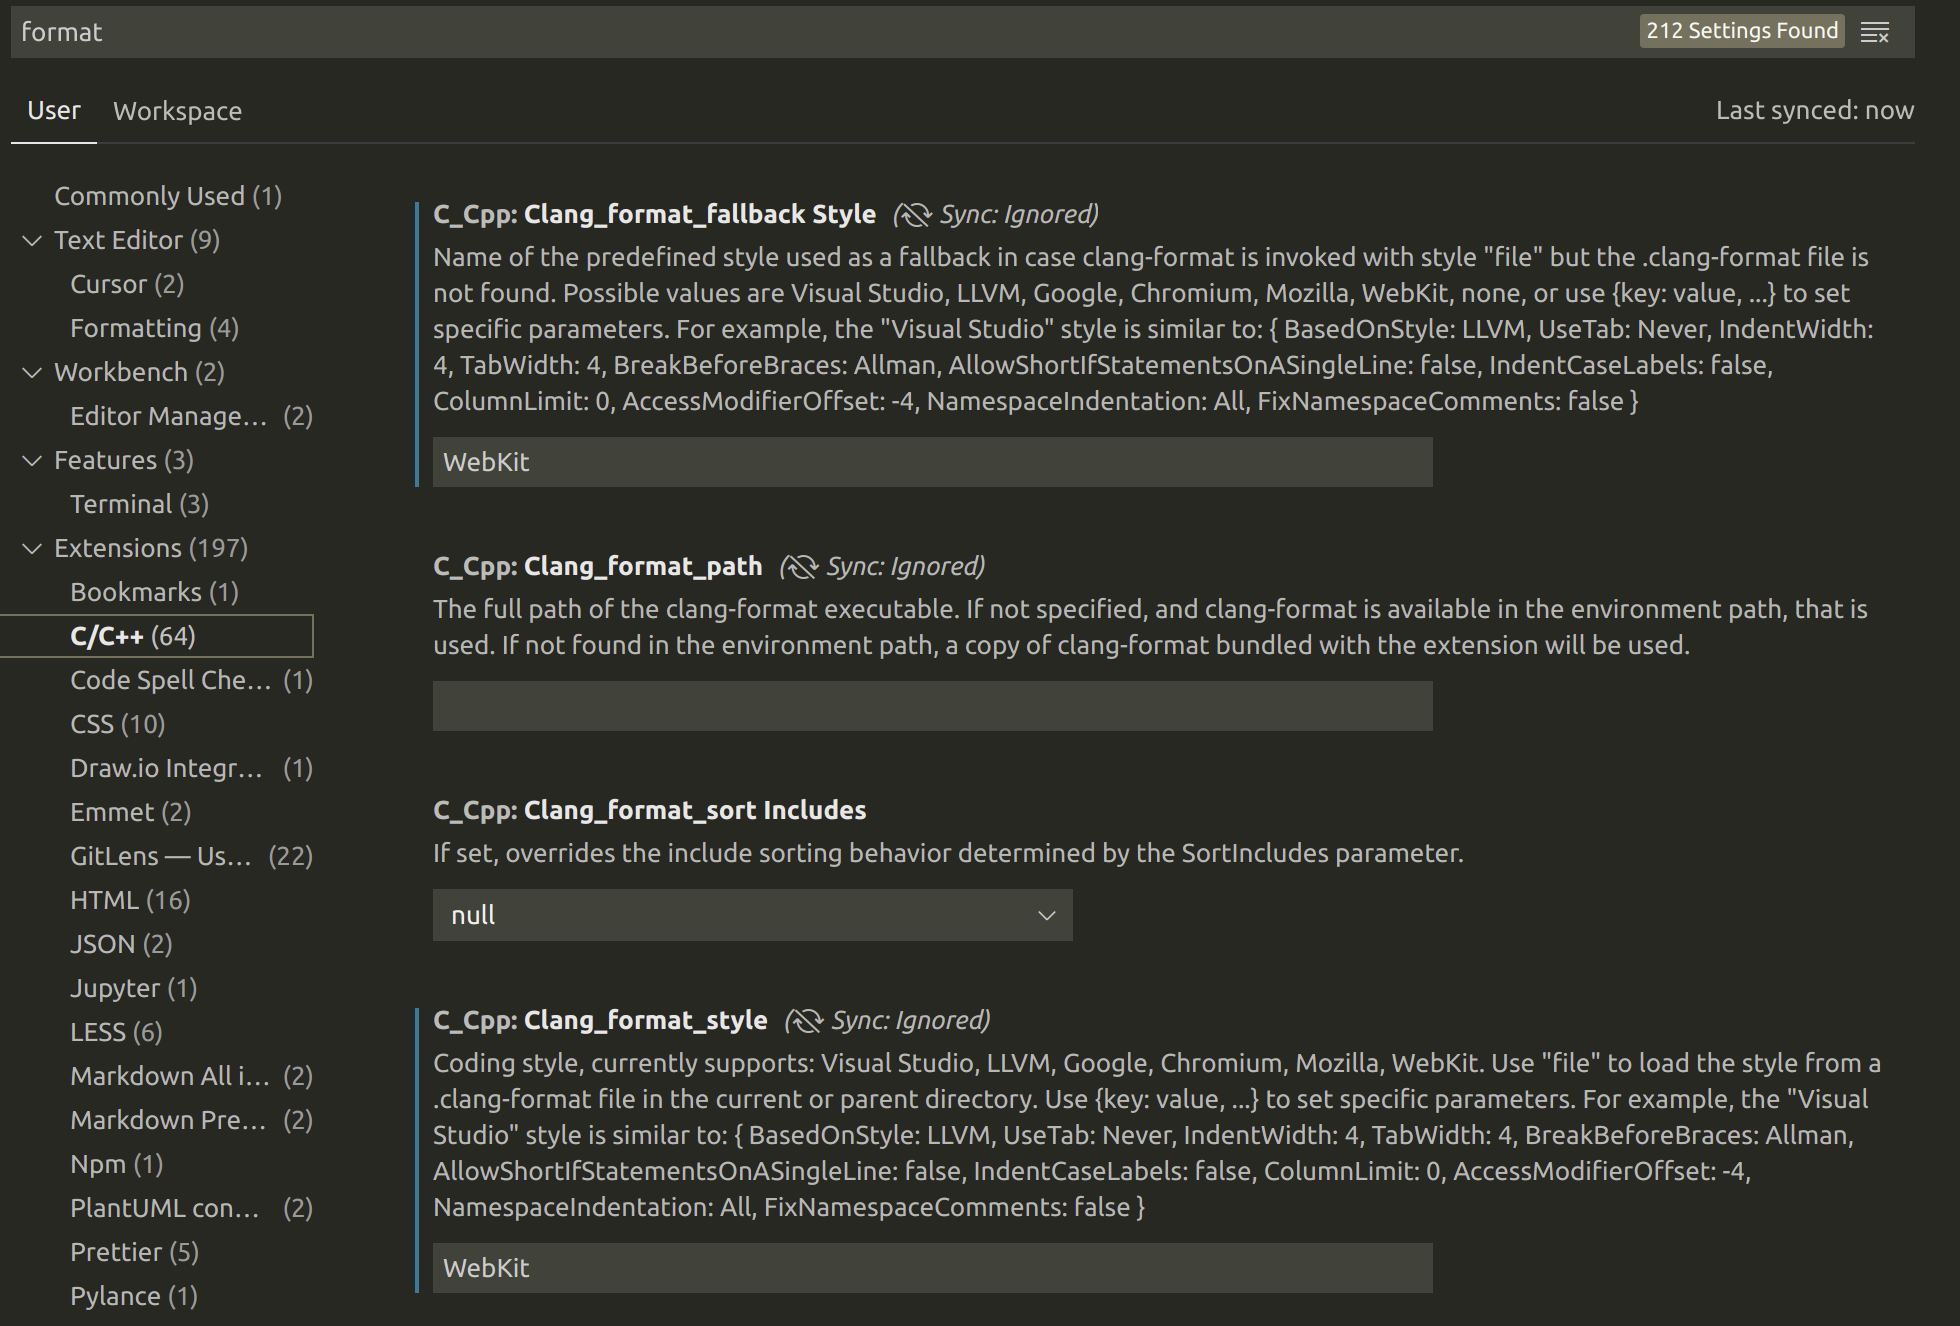 format
212 Settings Found
User
Workspace
Last synced: now
Commonly Used (1)
Text Editor (9)
Cursor (2)
Formatting (4)
Workbench (2)
Editor Manage... (2)
Features (3)
Terminal (3)
Extensions (197)
Bookmarks (1)
C/C++ (64)
Code Spell Che... (1)
CSS (10)
Draw.io Integr... (1)
Emmet (2)
GitLens — Us... (22)
HTML (16)
JSON (2)
Jupyter (1)
LESS (6)
Markdown All i... (2)
Markdown Pre... (2)
Npm (1)
PlantUML con... (2)
Prettier (5)
Pylance (1)
C_Cpp: Clang_format_fallback Style (Sync: Ignored)
Name of the predefined style used as a fallback in case clang-format is invoked with style "file" but the .clang-format file is
not found. Possible values are Visual Studio, LLVM, Google, Chromium, Mozilla, WebKit, none, or use {key: value, ...} to set
specific parameters. For example, the "Visual Studio" style is similar to: { BasedOnStyle: LLVM, UseTab: Never, IndentWidth:
4, TabWidth: 4, BreakBeforeBraces: Allman, AllowShortIfStatementsOnASingleLine: false, IndentCaseLabels: false,
ColumnLimit: 0, AccessModifierOffset: -4, NamespaceIndentation: All, FixNamespaceComments: false }
WebKit
C_Cpp: Clang_format_path (Sync: Ignored)
The full path of the clang-format executable. If not specified, and clang-format is available in the environment path, that is
used. If not found in the environment path, a copy of clang-format bundled with the extension will be used.
C_Cpp: Clang_format_sort Includes
If set, overrides the include sorting behavior determined by the SortIncludes parameter.
null
C_Cpp: Clang_format_style (Sync: Ignored)
Coding style, currently supports: Visual Studio, LLVM, Google, Chromium, Mozilla, WebKit. Use "file" to load the style from a
.clang-format file in the current or parent directory. Use {key: value, ...} to set specific parameters. For example, the "Visual
Studio" style is similar to: { BasedOnStyle: LLVM, UseTab: Never, IndentWidth: 4, TabWidth: 4, BreakBeforeBraces: Allman,
AllowShortIfStatementsOnASingleLine: false, IndentCaseLabels: false, ColumnLimit: 0, AccessModifierOffset: -4,
NamespaceIndentation: All, FixNamespaceComments: false }
WebKit